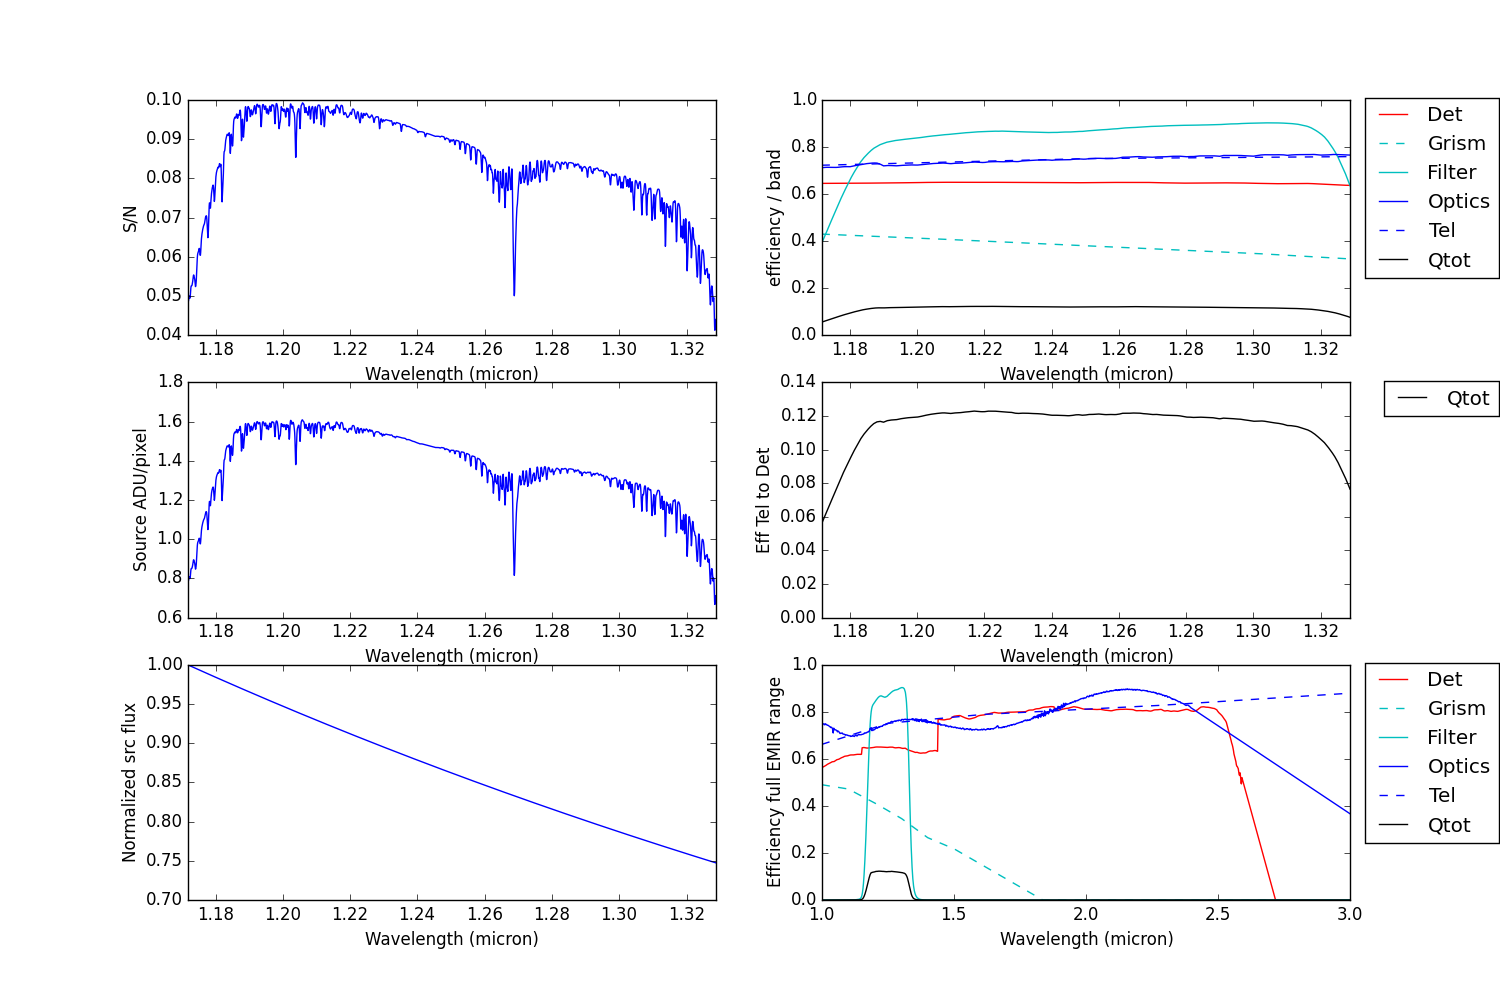 0.10
0.09
0.08
0.07
0.06
0.05
0.04
S/N
1.18 1.20 1.22 1.24 1.26 1.28 1.30 1.32
Wavelength (micron)
1.0
0.8
0.6
0.4
0.2
0.0
efficiency / band
1.18 1.20 1.22 1.24 1.26 1.28 1.30 1.32
Wavelength (micron)
Det
Grism
Filter
Optics
Tel
Qtot
1.8
1.6
1.4
1.2
1.0
0.8
0.6
Source ADU/pixel
1.18 1.20 1.22 1.24 1.26 1.28 1.30 1.32
Wavelength (micron)
0.14
0.12
0.10
0.08
0.06
0.04
0.02
0.00
Eff Tel to Det
1.18 1.20 1.22 1.24 1.26 1.28 1.30 1.32
Wavelength (micron)
Qtot
1.00
0.95
0.90
0.85
0.80
0.75
0.70
Normalized src flux
1.18 1.20 1.22 1.24 1.26 1.28 1.30 1.32
Wavelength (micron)
1.0
0.8
0.6
0.4
0.2
0.0
Efficiency full EMIR range
1.0 1.5 2.0 2.5 3.0
Wavelength (micron)
Det
Grism
Filter
Optics
Tel
Qtot